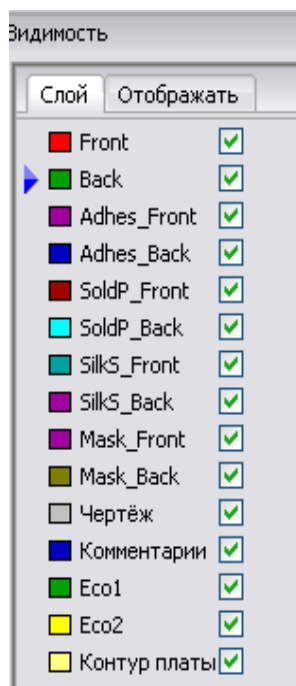 Видимость
Слой Отображать
Front
Back
Adhes_Front
Adhes_Back
SoldP_Front
SoldP_Back
SilkS_Front
SilkS_Back
Mask_Front
Mask_Back
Чертёж
Комментарии
Eco1
Eco2
Контур платы